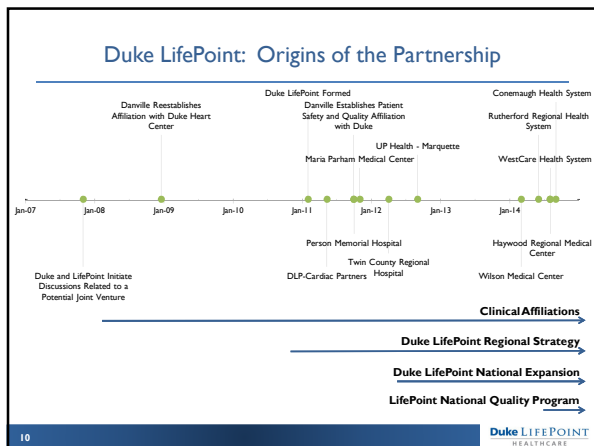 Duke LifePoint: Origins of the Partnership
Duke LifePoint Formed
Conemaugh Health System
Danville Reestablishes
Affiliation with Duke Heart
Center
Danville Establishes Patient
Safety and Quality Affiliation
with Duke
Rutherford Regional Health
System
UP Health - Marquette
Maria Parham Medical Center
WestCare Health System
Jan-07
Jan-08
Jan-09
Jan-10
Jan-11
Jan-12
Jan-13
Jan-14
Person Memorial Hospital
Haywood Regional Medical
Center
Twin County Regional
Hospital
Duke and LifePoint Initiate
Discussions Related to a
Potential Joint Venture
DLP-Cardiac Partners
Wilson Medical Center
Clinical Affiliations
Duke LifePoint Regional Strategy
Duke LifePoint National Expansion
LifePoint National Quality Program
10
Duke LIFEPOINT
HEALTHCARE